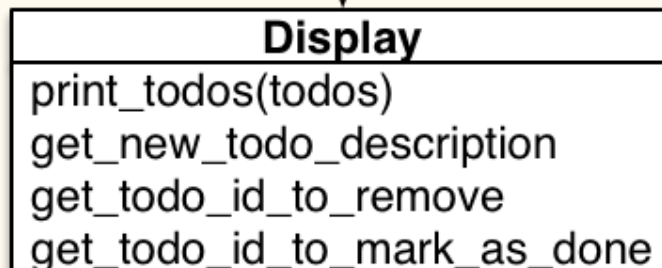 Display
print_todos(todos)
get_new_todo_description
get_todo_id_to_remove
get_todo_id_to_mark_as_done